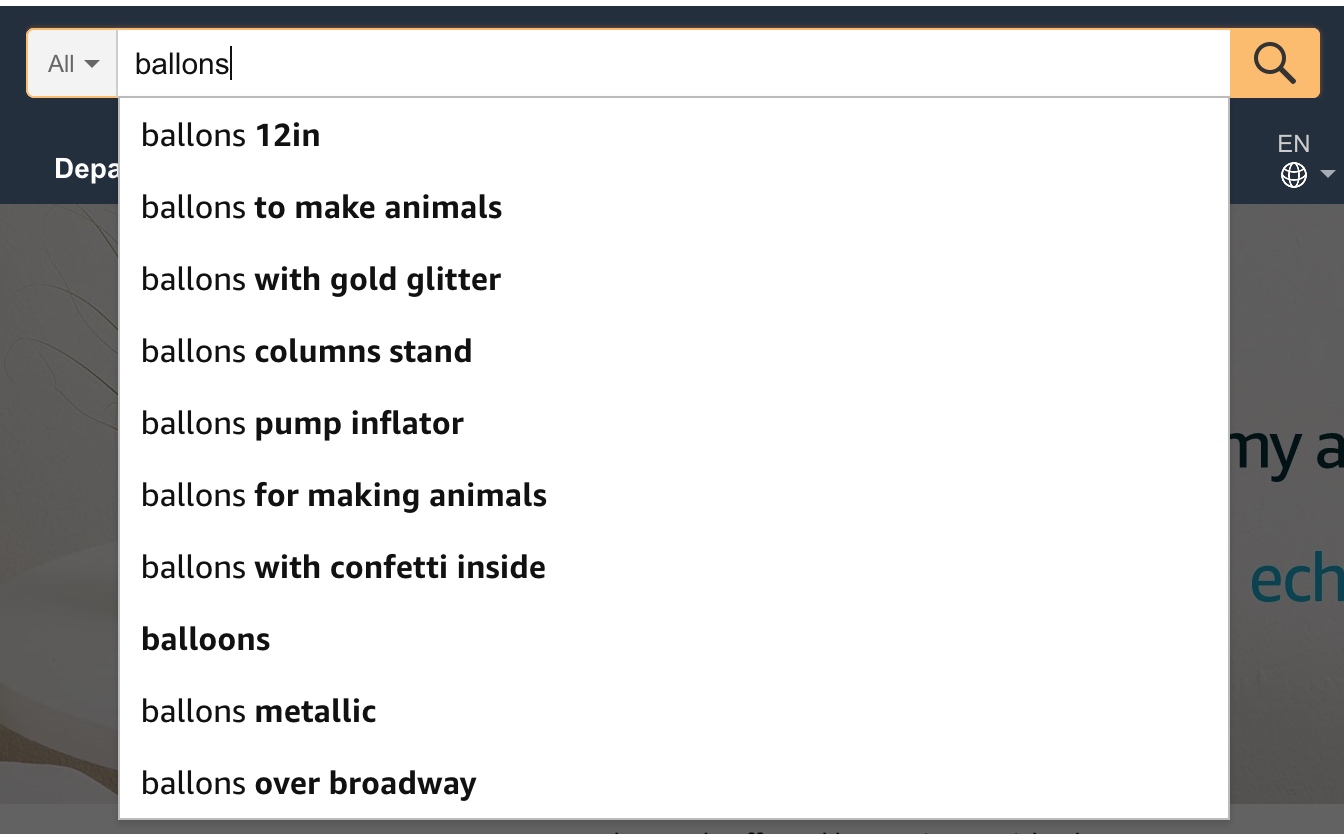 All
ballons
ballons 12in
EN
Depa
ballons to make animals
ballons with gold glitter
ballons columns stand
ballons pump inflator
my a
ballons for making animals
ballons with confetti inside
ech
balloons
ballons metallic
ballons over broadway